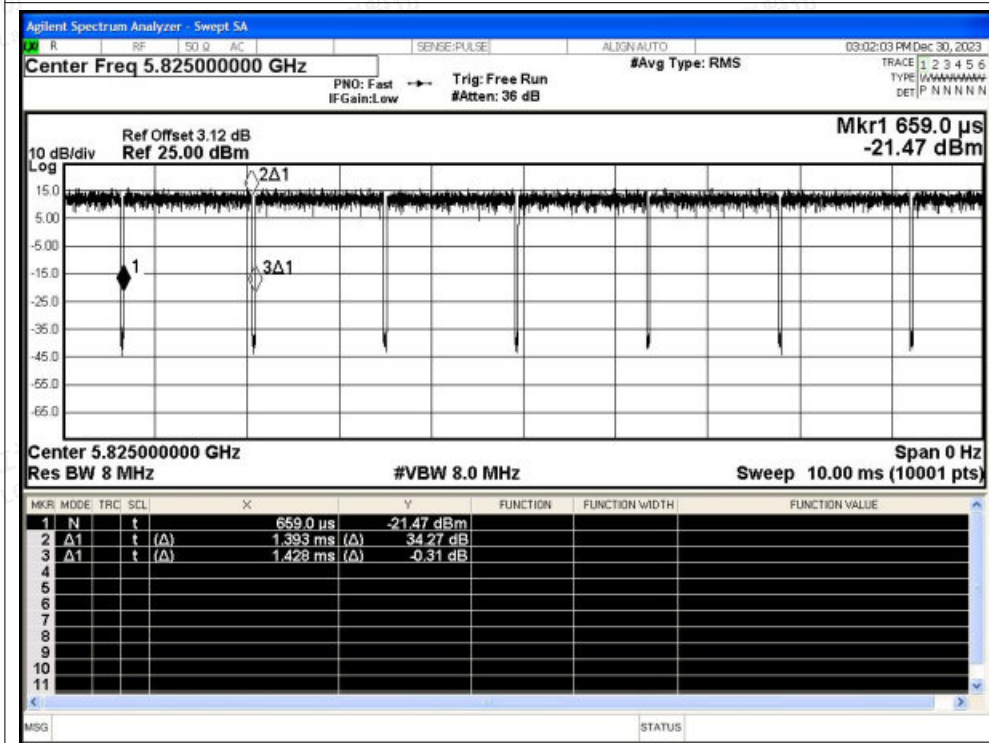 Agilent Spectrum Analyzer - Swept SA
R RF 50 Ω AC SENSE:PULSE ALIGN AUTO 03:02:03 PM Dec 30, 2023
Center Freq 5.825000000 GHz #Avg Type: RMS TRACE 1 2 3 4 5 6
PNO: Fast Trig: Free Run TYPE
IFGain:Low #Atten: 36 dB DET P N N N N N
Mkr1 659.0 µs
-21.47 dBm
Ref Offset 3.12 dB
10 dB/div Ref 25.00 dBm
Log
2Δ1
15.0
5.00
-5.00
1 3Δ1
-15.0
-25.0
-35.0
-45.0
-55.0
-65.0
Center 5.825000000 GHz Span 0 Hz
Res BW 8 MHz #VBW 8.0 MHz Sweep 10.00 ms (10001 pts)
MKR MODE TRC SCL X Y FUNCTION FUNCTION WIDTH FUNCTION VALUE
1 N t 659.0 µs -21.47 dBm
2 Δ1 t (Δ) 1.393 ms (Δ) 34.27 dB
3 Δ1 t (Δ) 1.428 ms (Δ) -0.31 dB
4
5
6
7
8
9
10
11
MSG STATUS